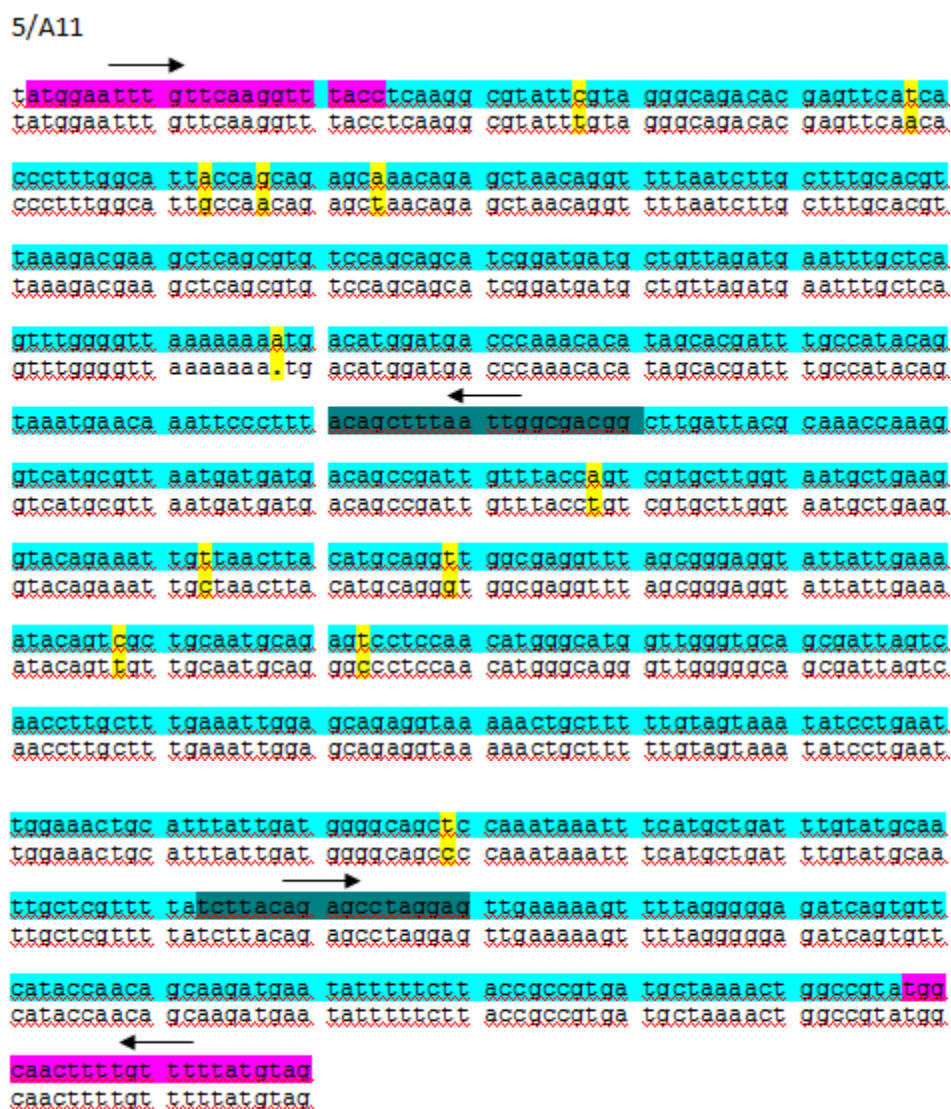 5/A11
tatggaattt gttcaaggtt tacctcaagg cgtattcgta gggcagacac gagttcatca
tatggaattt gttcaaggtt tacctcaagg cgtatttgta gggcagacac gagttcaaca
ccctttggca ttaccagcag agcaaacaga gctaacaggt tttaatcttg ctttgcacgt
ccctttggca ttgccaacag agctaacaga gctaacaggt tttaatcttg ctttgcacgt
taaagacgaa gctcagcgtg tccagcagca tcggatgatg ctgttagatg aatttgctca
taaagacgaa gctcagcgtg tccagcagca tcggatgatg ctgttagatg aatttgctca
gtttggggtt aaaaaaaatg acatggatga cccaaacaca tagcacgatt tgccatacag
gtttggggtt aaaaaaa.tg acatggatga cccaaacaca tagcacgatt tgccatacag
taaatgaaca aattcccttt acagctttaa ttggcgacgg cttgattacg caaaccaaag
gtcatgcgtt aatgatgatg acagccgatt gtttaccagt cgtgcttggt aatgctgaag
gtcatgcgtt aatgatgatg acagccgatt gtttacctgt cgtgcttggt aatgctgaag
gtacagaaat tgttaactta catgcaggtt ggcgaggttt agcgggaggt attattgaaa
gtacagaaat tgctaactta catgcagggt ggcgaggttt agcgggaggt attattgaaa
atacagtcgc tgcaatgcag agtcctccaa catgggcatg gttgggtgca gcgattagtc
atacagttgt tgcaatgcag ggccctccaa catgggcagg gttgggggca gcgattagtc
aaccttgctt tgaaattgga gcagaggtaa aaactgcttt ttgtagtaaa tatcctgaat
aaccttgctt tgaaattgga gcagaggtaa aaactgcttt ttgtagtaaa tatcctgaat
tggaaactgc atttattgat ggggcagctc caaataaatt tcatgctgat ttgtatgcaa
tggaaactgc atttattgat ggggcagccc caaataaatt tcatgctgat ttgtatgcaa
ttgctcgttt tatcttacag agcctaggag ttgaaaaagt tttaggggga gatcagtgtt
ttgctcgttt tatcttacag agcctaggag ttgaaaaagt tttaggggga gatcagtgtt
cataccaaca gcaagatgaa tatttttctt accgccgtga tgctaaaact ggccgtatgg
cataccaaca gcaagatgaa tatttttctt accgccgtga tgctaaaact ggccgtatgg
caacttttgt ttttatgtag
caacttttgt ttttatgtag